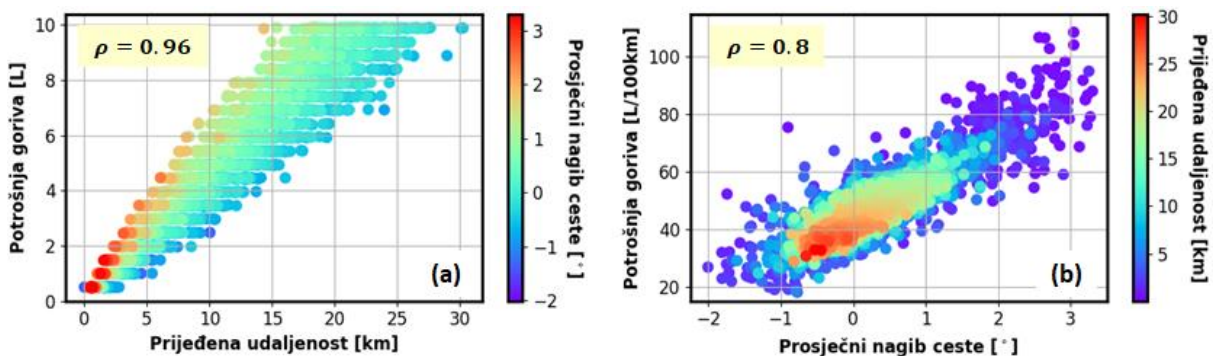 ρ = 0.96
Potrošnja goriva [L]
10
8
6
4
2
0
0 5 10 15 20 25 30
Prijeđena udaljenost [km]
(a)
3
2
1
0
−1
−2
Prosječni nagib ceste [°]
ρ = 0.8
Potrošnja goriva [L/100km]
100
80
60
40
20
−2 −1 0 1 2 3
Prosječni nagib ceste [°]
(b)
30
25
20
15
10
5
Prijeđena udaljenost [km]